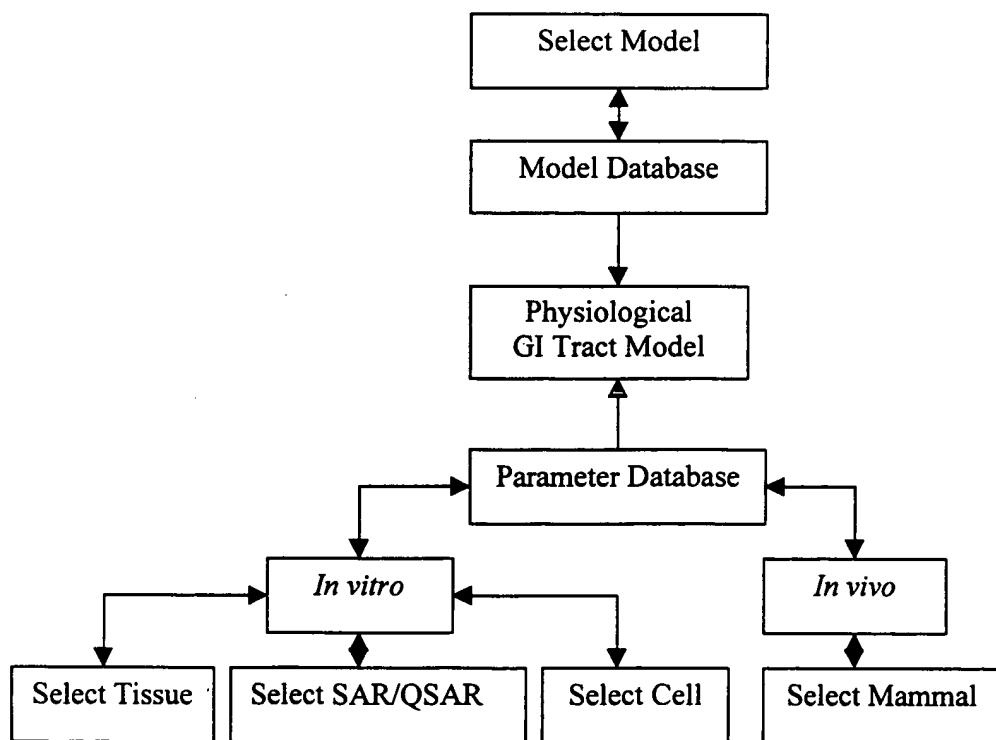 Select Model
Model Database
Physiological
GI Tract Model
Parameter Database
In vitro
In vivo
Select Tissue
Select SAR/QSAR
Select Cell
Select Mammal